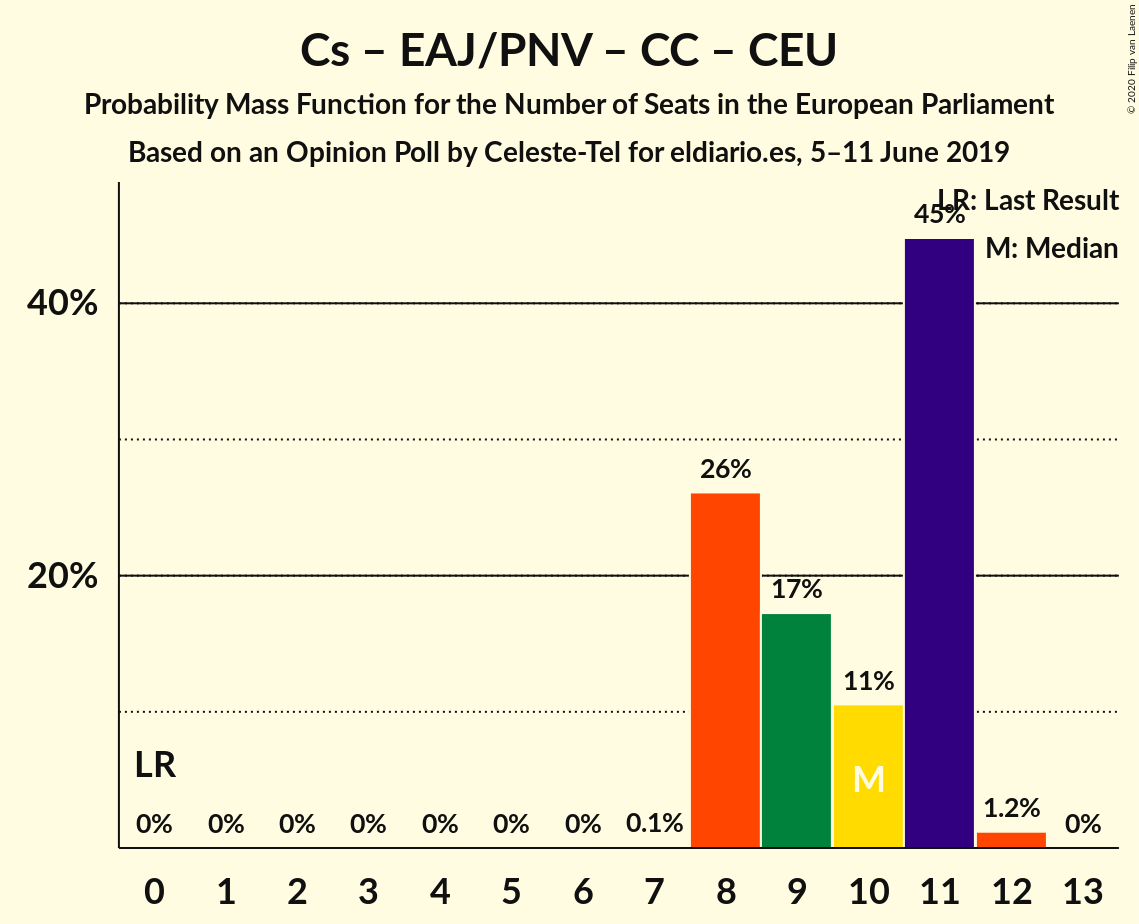 Cs – EAJ/PNV – CC – CEU
Probability Mass Function for the Number of Seats in the European Parliament
Based on an Opinion Poll by Celeste-Tel for eldiario.es, 5–11 June 2019
© 2020 Filip van Laenen
LR: Last Result
M: Median
45%
40%
26%
20%
17%
11%
LR
M
0% 0% 0% 0% 0% 0% 0% 0.1% 1.2% 0%
0 1 2 3 4 5 6 7 8 9 10 11 12 13